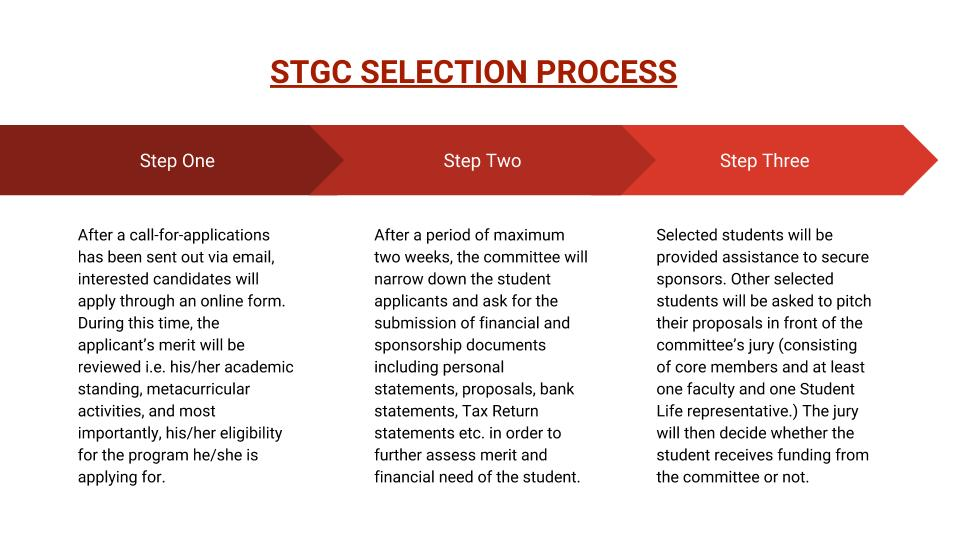 STGC SELECTION PROCESS
Step One
Step Two
Step Three
After a call-for-applications
has been sent out via email,
interested candidates will
apply through an online form.
During this time, the
applicant’s merit will be
reviewed i.e. his/her academic
standing, metacurricular
activities, and most
importantly, his/her eligibility
for the program he/she is
applying for.
After a period of maximum
two weeks, the committee will
narrow down the student
applicants and ask for the
submission of financial and
sponsorship documents
including personal
statements, proposals, bank
statements, Tax Return
statements etc. in order to
further assess merit and
financial need of the student.
Selected students will be
provided assistance to secure
sponsors. Other selected
students will be asked to pitch
their proposals in front of the
committee’s jury (consisting
of core members and at least
one faculty and one Student
Life representative.) The jury
will then decide whether the
student receives funding from
the committee or not.